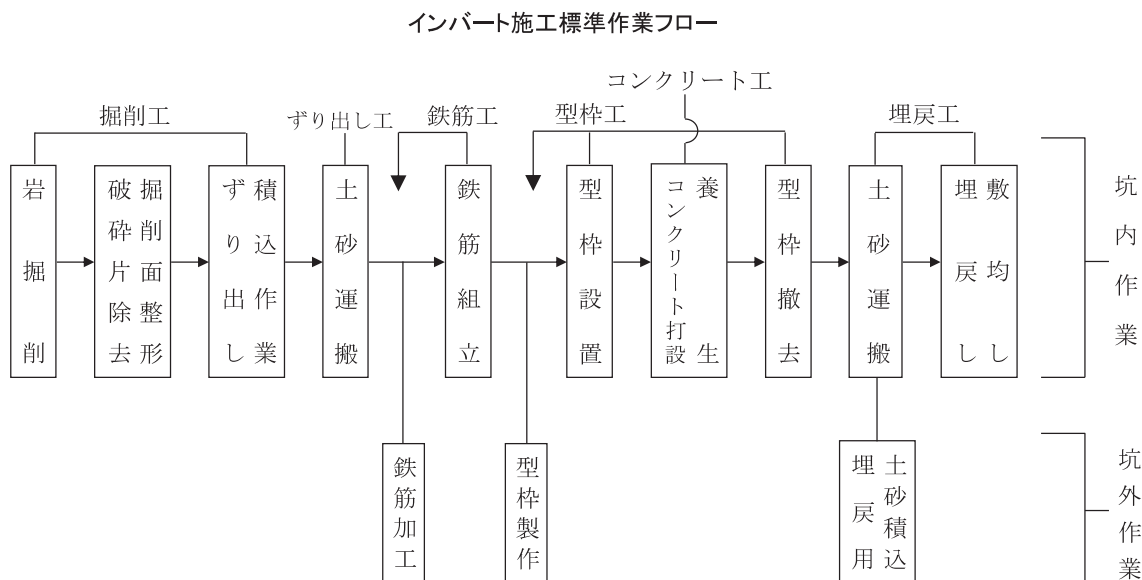 インバート施工標準作業フロー
コンクリート工
掘削工
ずり出し工
鉄筋工
型枠工
埋戻工
岩掘削
掘削面整形
破砕片除去
積込作業
ずり出し
土砂運搬
鉄筋組立
型枠設置
養生
コンクリート打設
型枠撤去
土砂運搬
敷均し
埋戻し
坑内作業
鉄筋加工
型枠製作
土砂積込
埋戻用
坑外作業